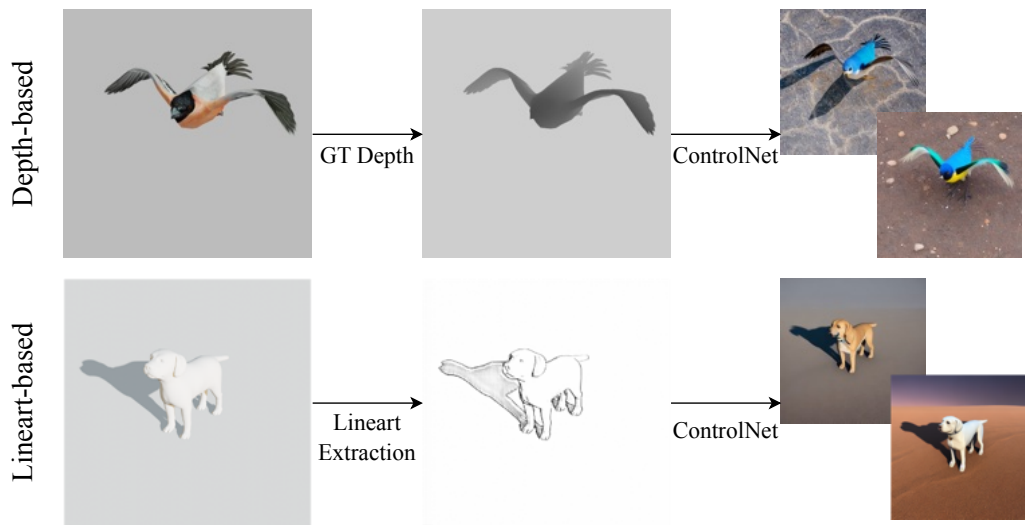 Depth-based
GT Depth
ControlNet
Lineart-based
Lineart
Extraction
ControlNet